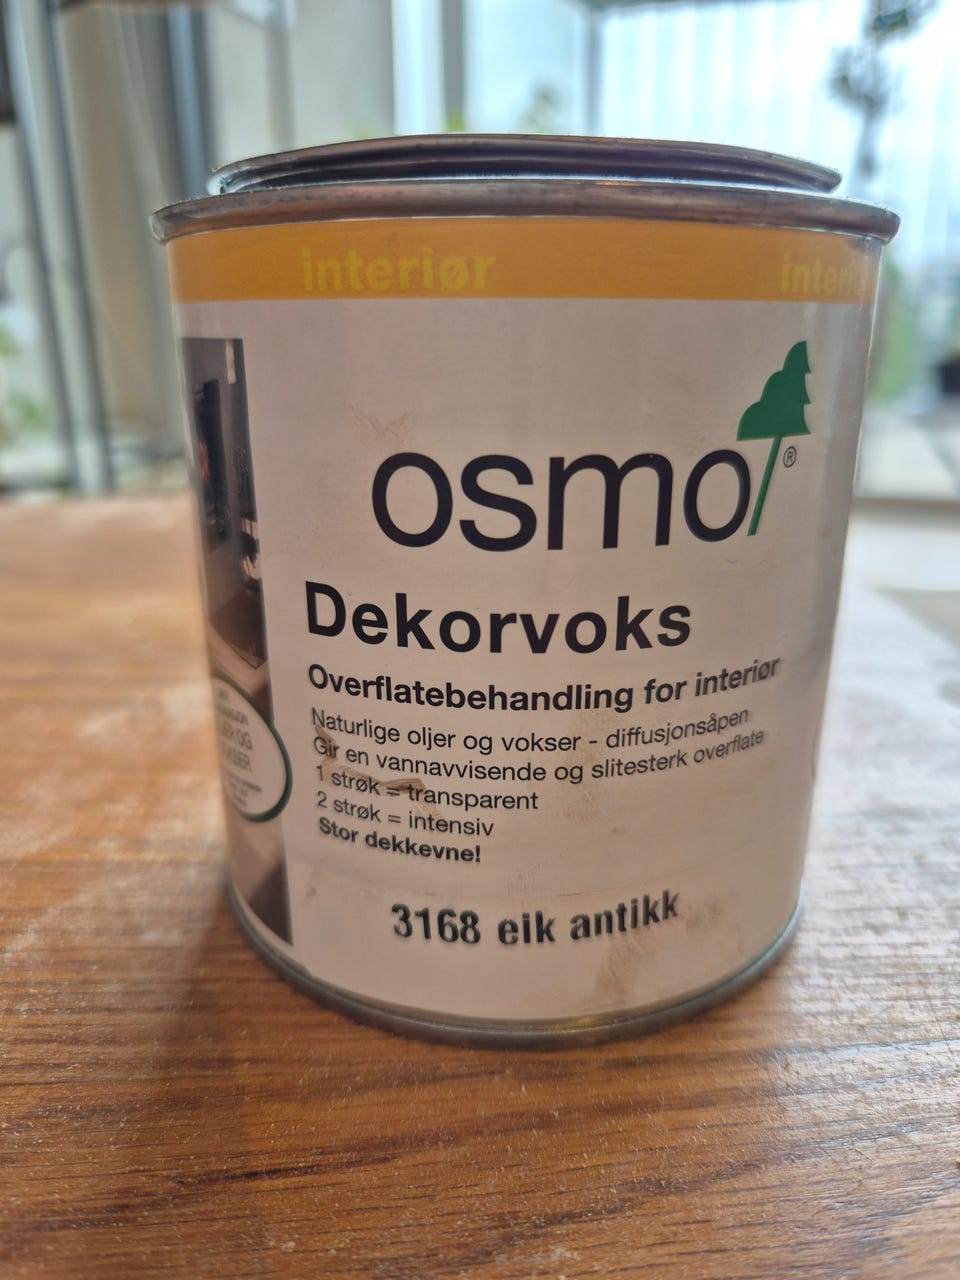 interiør
interiø
osmo
®
Dekorvoks
Overflatebehandling for interiør
Naturlige oljer og vokser - diffusjonsåpen
Gir en vannavvisende og slitesterk overflate
1 strøk = transparent
2 strøk = intensiv
Stor dekkevne!
3168 eik antikk